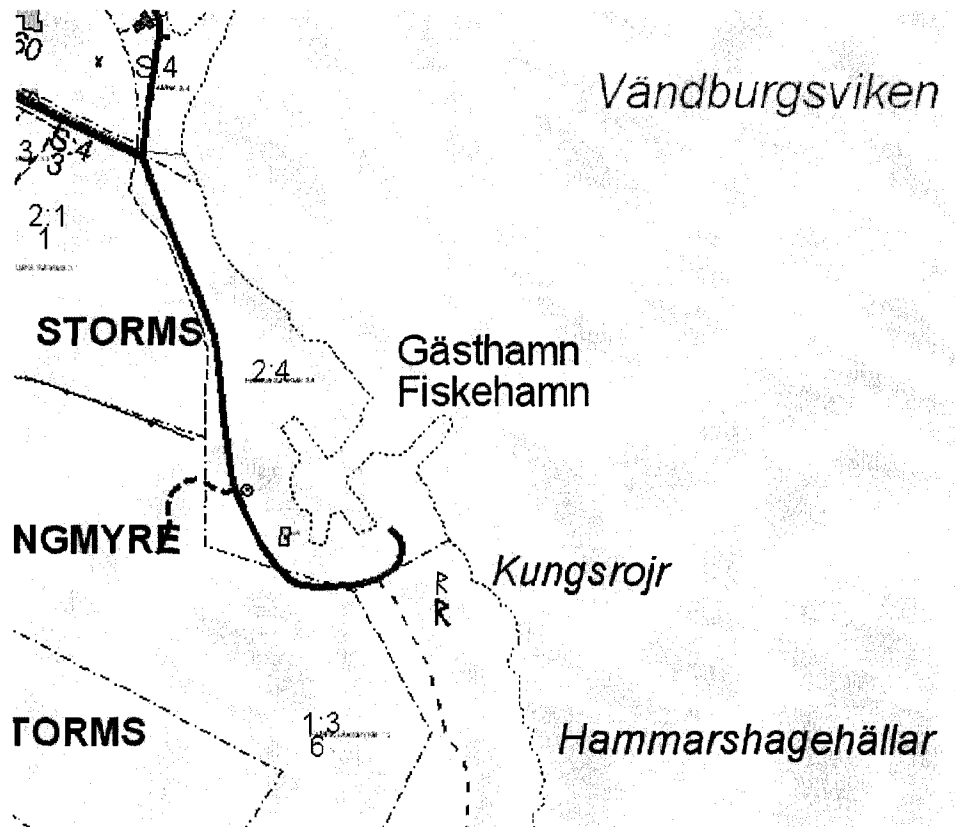 S:4
Vändburgsviken
S:4
3
3
2:1
1
STORMS
Gästhamn
Fiskehamn
2:4
NGMYRE
Kungsrojr
R
R
1:3
6
TORMS
Hammarshagehällar